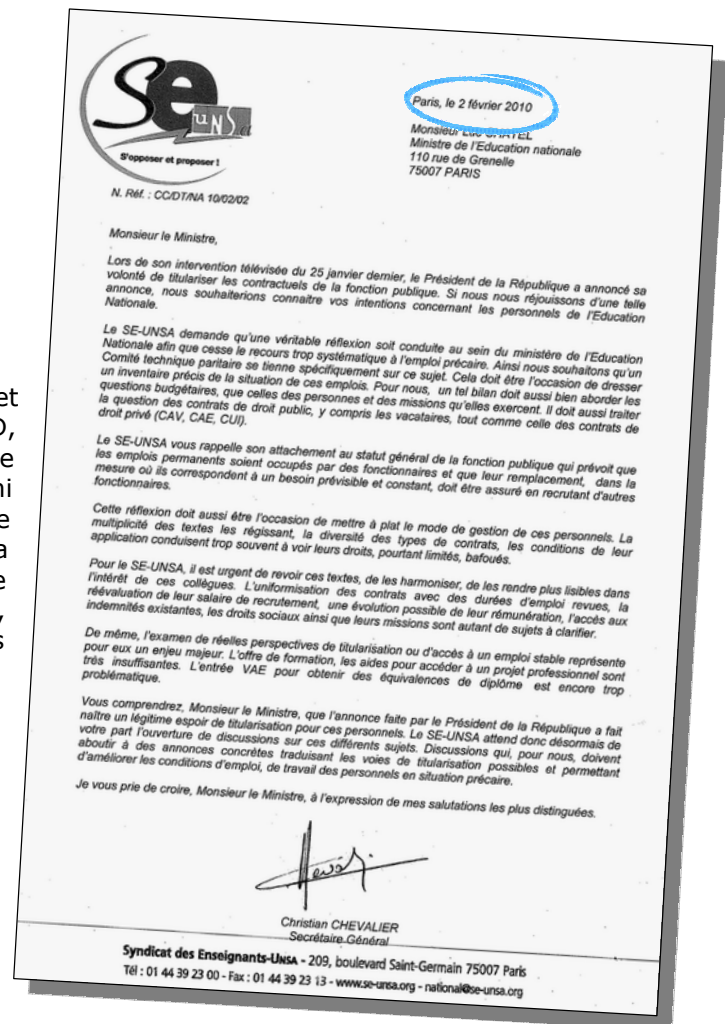 Se
UNSa
S'opposer et proposer !
N. Réf. : CC/DT/NA 10/02/02
Paris, le 2 février 2010
Monsieur Luc CHATEL
Ministre de l'Education nationale
110 rue de Grenelle
75007 PARIS
Monsieur le Ministre,
Lors de son intervention télévisée du 25 janvier dernier, le Président de la République a annoncé sa
volonté de titulariser les contractuels de la fonction publique. Si nous nous réjouissons d'une telle
annonce, nous souhaiterions connaitre vos intentions concernant les personnels de l'Education
Nationale.
Le SE-UNSA demande qu'une véritable réflexion soit conduite au sein du ministère de l'Education
Nationale afin que cesse le recours trop systématique à l'emploi précaire. Ainsi nous souhaitons qu'un
Comité technique paritaire se tienne spécifiquement sur ce sujet. Cela doit être l'occasion de dresser
un inventaire précis de la situation de ces emplois. Pour nous, un tel bilan doit aussi bien aborder les
questions budgétaires, que celles des personnes et des missions qu'elles exercent. Il doit aussi traiter
la question des contrats de droit public, y compris les vacataires, tout comme celle des contrats de
droit privé (CAV, CAE, CUI).
Le SE-UNSA vous rappelle son attachement au statut général de la fonction publique qui prévoit que
les emplois permanents soient occupés par des fonctionnaires et que leur remplacement, dans la
mesure où ils correspondent à un besoin prévisible et constant, doit être assuré en recrutant d'autres
fonctionnaires.
Cette réflexion doit aussi être l'occasion de mettre à plat le mode de gestion de ces personnels. La
multiplicité des textes les régissant, la diversité des types de contrats, les conditions de leur
application conduisent trop souvent à voir leurs droits, pourtant limités, bafoués.
Pour le SE-UNSA, il est urgent de revoir ces textes, de les harmoniser, de les rendre plus lisibles dans
l'intérêt de ces collègues. L'uniformisation des contrats avec des durées d'emploi revues, la
réévaluation de leur salaire de recrutement, une évolution possible de leur rémunération, l'accès aux
indemnités existantes, les droits sociaux ainsi que leurs missions sont autant de sujets à clarifier.
De même, l'examen de réelles perspectives de titularisation ou d'accès à un emploi stable représente
pour eux un enjeu majeur. L'offre de formation, les aides pour accéder à un projet professionnel sont
très insuffisantes. L'entrée VAE pour obtenir des équivalences de diplôme est encore trop
problématique.
Vous comprendrez, Monsieur le Ministre, que l'annonce faite par le Président de la République a fait
naître un légitime espoir de titularisation pour ces personnels. Le SE-UNSA attend donc désormais de
votre part l'ouverture de discussions sur ces différents sujets. Discussions qui, pour nous, doivent
aboutir à des annonces concrètes traduisant les voies de titularisation possibles et permettant
d'améliorer les conditions d'emploi, de travail des personnels en situation précaire.
Je vous prie de croire, Monsieur le Ministre, à l'expression de mes salutations les plus distinguées.
Christian CHEVALIER
Secrétaire Général
Syndicat des Enseignants-UNSA - 209, boulevard Saint-Germain 75007 Paris
Tél : 01 44 39 23 00 - Fax : 01 44 39 23 13 - www.se-unsa.org - national@se-unsa.org